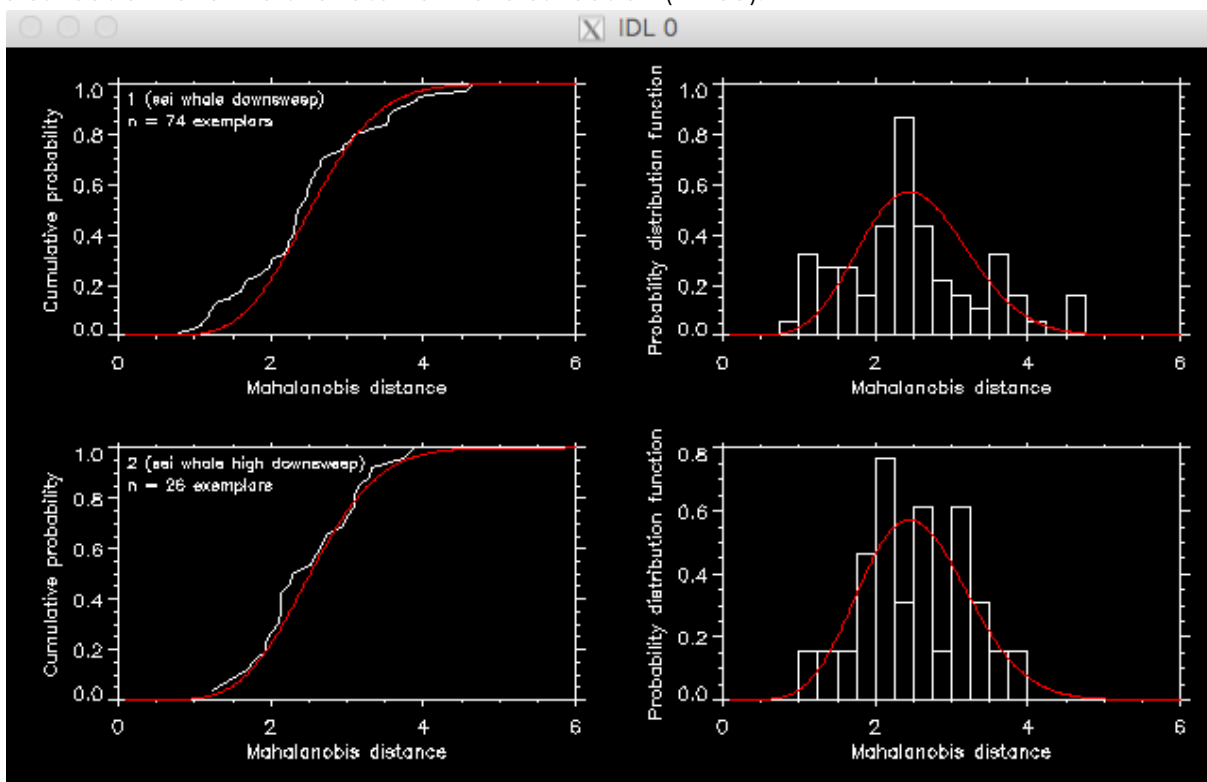 IDL 0
1 (sei whale downsweep)
n = 74 exemplars
Cumulative probability
1.0
0.8
0.6
0.4
0.2
0.0
0 2 4 6
Mahalanobis distance
Probability distribution function
1.0
0.8
0.6
0.4
0.2
0.0
0 2 4 6
Mahalanobis distance
2 (sei whale high downsweep)
n = 26 exemplars
Cumulative probability
1.0
0.8
0.6
0.4
0.2
0.0
0 2 4 6
Mahalanobis distance
Probability distribution function
0.8
0.6
0.4
0.2
0.0
0 2 4 6
Mahalanobis distance